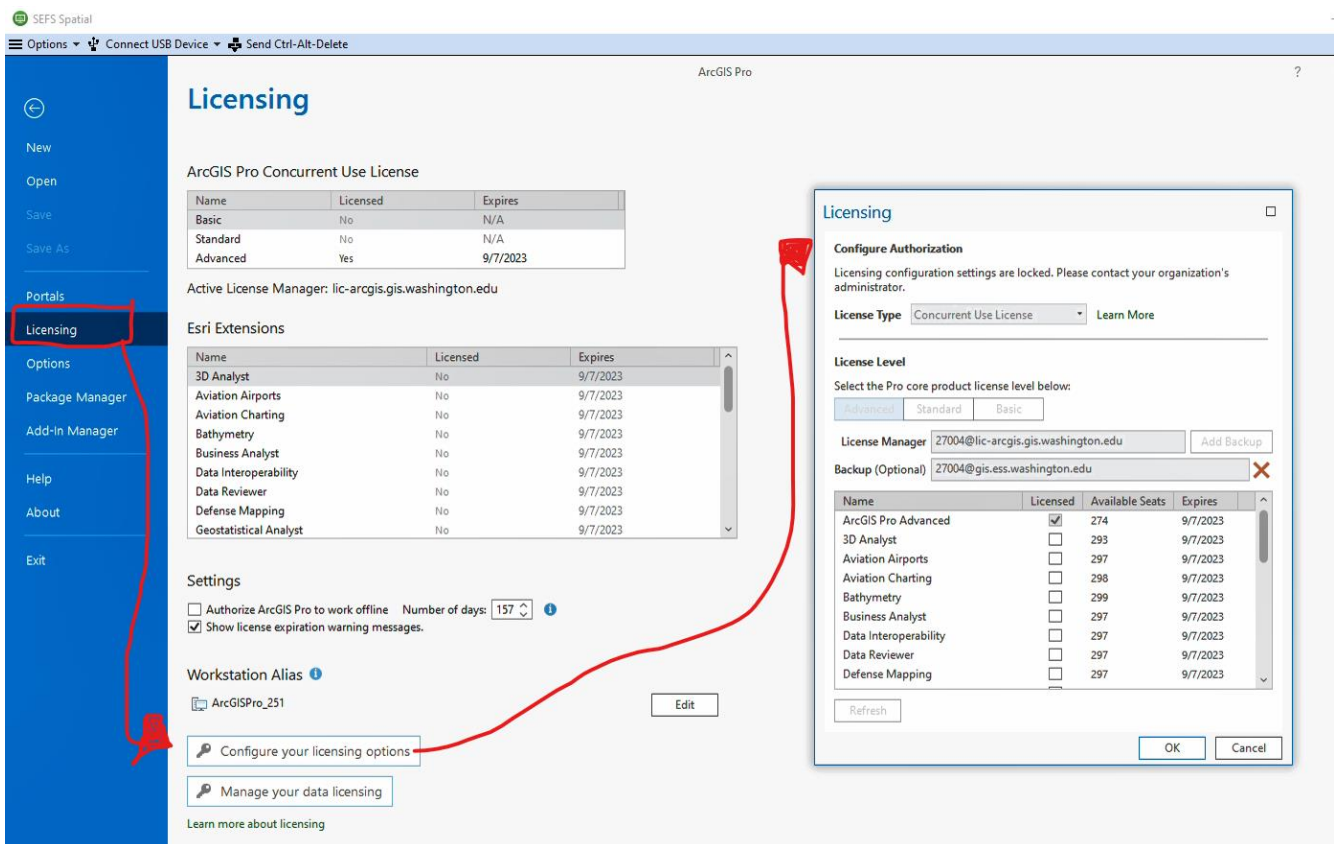 SEFS Spatial
Options Connect USB Device Send Ctrl-Alt-Delete
ArcGIS Pro
?
New
Open
Save
Save As
Portals
Licensing
Options
Package Manager
Add-In Manager
Help
About
Exit
Licensing
ArcGIS Pro Concurrent Use License
Name Licensed Expires
Basic No N/A
Standard No N/A
Advanced Yes 9/7/2023
Active License Manager: lic-arcgis.gis.washington.edu
Esri Extensions
Name Licensed Expires
3D Analyst No 9/7/2023
Aviation Airports No 9/7/2023
Aviation Charting No 9/7/2023
Bathymetry No 9/7/2023
Business Analyst No 9/7/2023
Data Interoperability No 9/7/2023
Data Reviewer No 9/7/2023
Defense Mapping No 9/7/2023
Geostatistical Analyst No 9/7/2023
Settings
Authorize ArcGIS Pro to work offline Number of days: 157
Show license expiration warning messages.
Workstation Alias
ArcGISPro_251 Edit
Configure your licensing options
Manage your data licensing
Learn more about licensing
Licensing
Configure Authorization
Licensing configuration settings are locked. Please contact your organization's
administrator.
License Type Concurrent Use License Learn More
License Level
Select the Pro core product license level below:
Advanced Standard Basic
License Manager 27004@lic-arcgis.gis.washington.edu Add Backup
Backup (Optional) 27004@gis.ess.washington.edu
Name Licensed Available Seats Expires
ArcGIS Pro Advanced 274 9/7/2023
3D Analyst 293 9/7/2023
Aviation Airports 297 9/7/2023
Aviation Charting 298 9/7/2023
Bathymetry 299 9/7/2023
Business Analyst 297 9/7/2023
Data Interoperability 297 9/7/2023
Data Reviewer 297 9/7/2023
Defense Mapping 297 9/7/2023
Refresh
OK Cancel